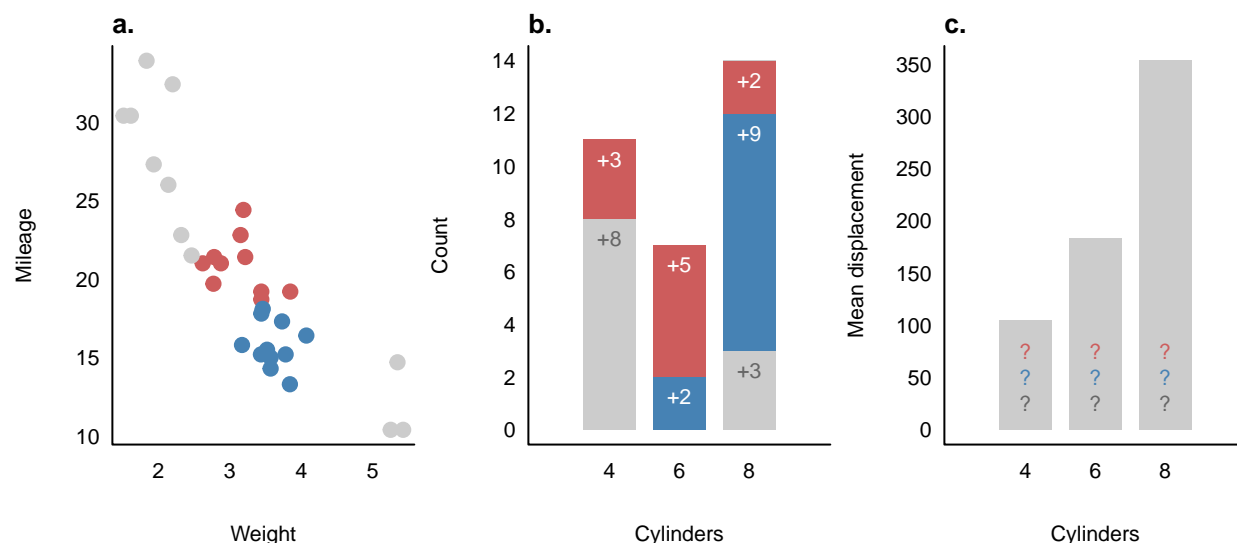 a.
Mileage
30
25
20
15
10
2 3 4 5
Weight
b.
Count
14
12
10
8
6
4
2
0
+3
+8
+5
+2
+2
+9
+3
4 6 8
Cylinders
c.
Mean displacement
350
300
250
200
150
100
50
0
? ? ?
? ? ?
? ? ?
4 6 8
Cylinders